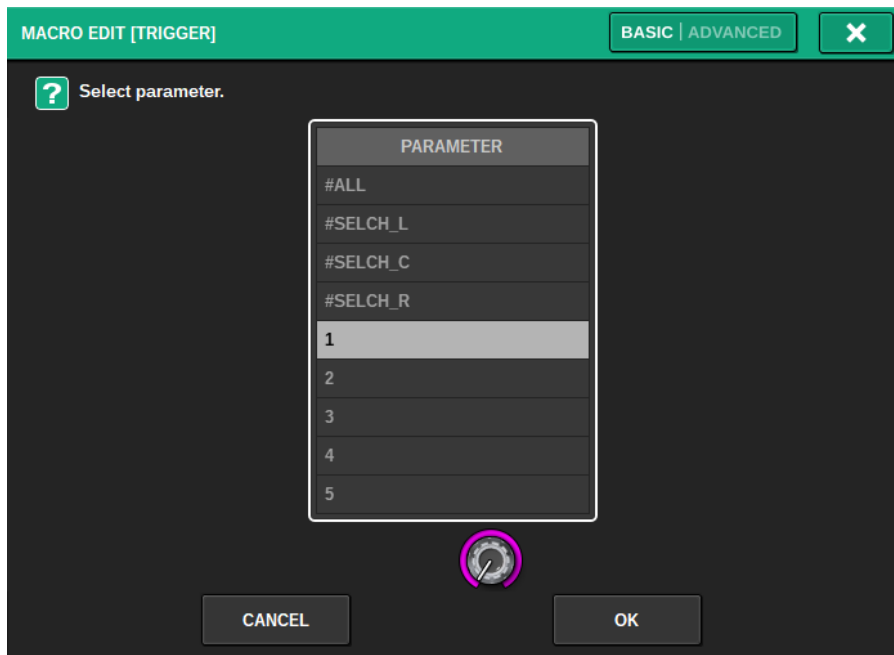 MACRO EDIT [TRIGGER]
BASIC | ADVANCED
Select parameter.
PARAMETER
#ALL
#SELCH_L
#SELCH_C
#SELCH_R
1
2
3
4
5
CANCEL
OK